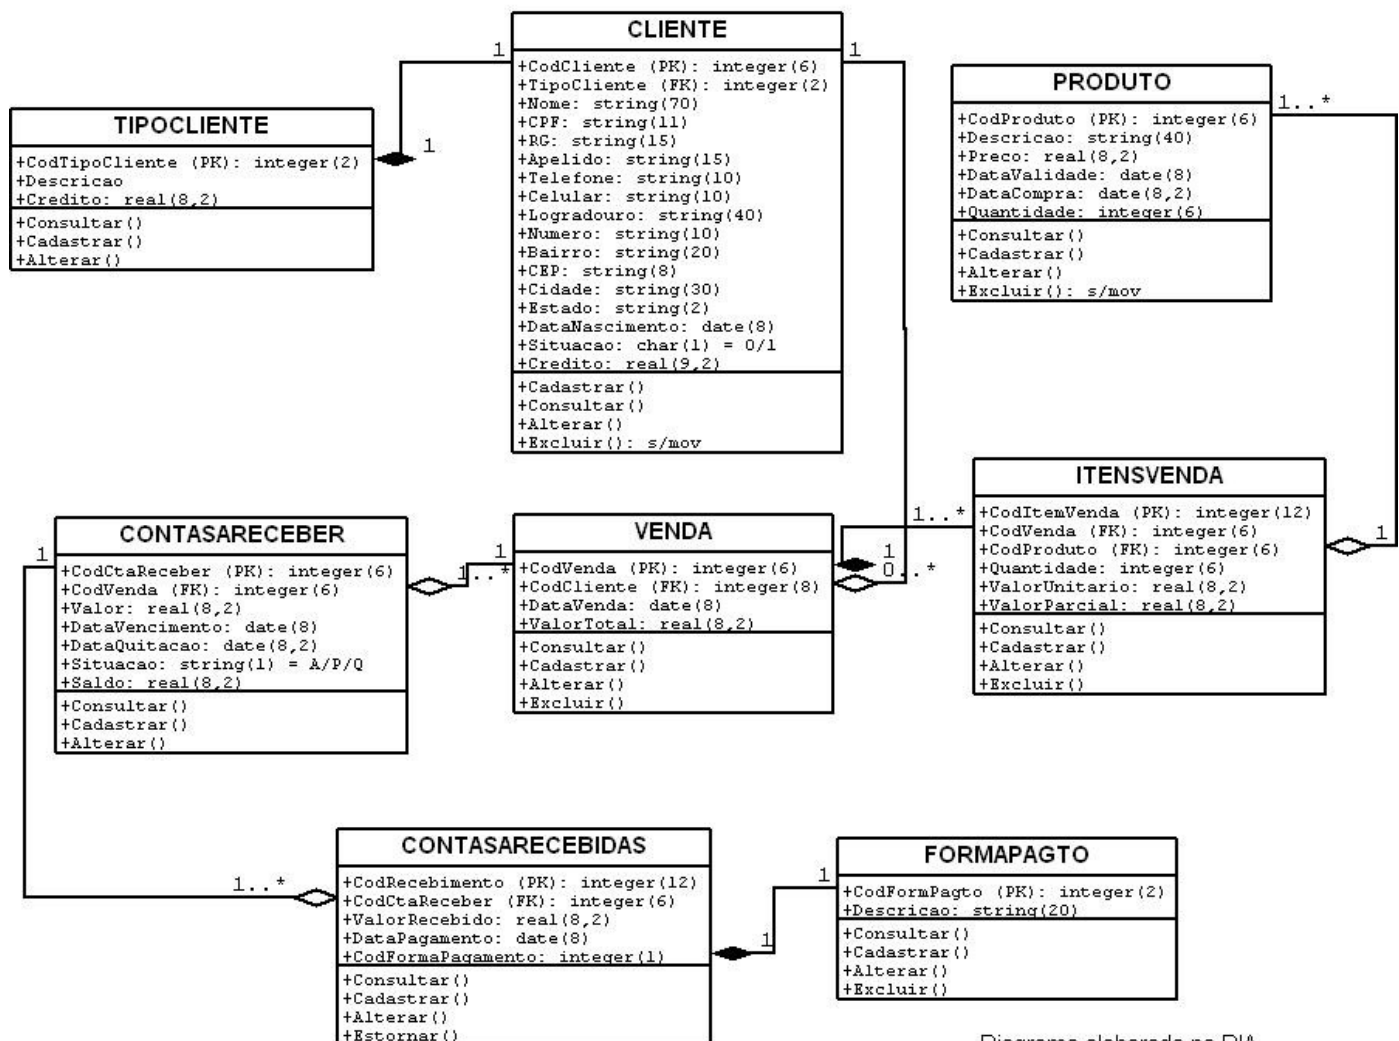 CLIENTE
1
1
+CodCliente (PK): integer(6)
+TipoCliente (FK): integer(2)
+Nome: string(70)
+CPF: string(11)
+RG: string(15)
+Apelido: string(15)
+Telefone: string(10)
+Celular: string(10)
+Logradouro: string(40)
+Numero: string(10)
+Bairro: string(20)
+CEP: string(8)
+Cidade: string(30)
+Estado: string(2)
+DataNascimento: date(8)
+Situacao: char(1) = 0/1
+Credito: real(9,2)
+Cadastrar()
+Consultar()
+Alterar()
+Excluir(): s/mov
TIPOCLIENTE
1
+CodTipoCliente (PK): integer(2)
+Descricao
+Credito: real(8,2)
+Consultar()
+Cadastrar()
+Alterar()
PRODUTO
1..*
+CodProduto (PK): integer(6)
+Descricao: string(40)
+Preco: real(8,2)
+DataValidade: date(8)
+DataCompra: date(8,2)
+Quantidade: integer(6)
+Consultar()
+Cadastrar()
+Alterar()
+Excluir(): s/mov
CONTASARECEBER
1
1..*
+CodCtaReceber (PK): integer(6)
+CodVenda (FK): integer(6)
+Valor: real(8,2)
+DataVencimento: date(8)
+DataQuitacao: date(8,2)
+Situacao: string(1) = A/P/Q
+Saldo: real(8,2)
+Consultar()
+Cadastrar()
+Alterar()
VENDA
1
1
0..*
+CodVenda (PK): integer(6)
+CodCliente (FK): integer(8)
+DataVenda: date(8)
+ValorTotal: real(8,2)
+Consultar()
+Cadastrar()
+Alterar()
+Excluir()
ITENSVENDA
1..*
1
+CodItemVenda (PK): integer(12)
+CodVenda (FK): integer(6)
+CodProduto (FK): integer(6)
+Quantidade: integer(6)
+ValorUnitario: real(8,2)
+ValorParcial: real(8,2)
+Consultar()
+Cadastrar()
+Alterar()
+Excluir()
CONTASARECEBIDAS
1..*
1
+CodRecebimento (PK): integer(12)
+CodCtaReceber (FK): integer(6)
+ValorRecebido: real(8,2)
+DataPagamento: date(8)
+CodFormaPagamento: integer(1)
+Consultar()
+Cadastrar()
+Alterar()
+Estornar()
FORMAPAGTO
1
+CodFormPagto (PK): integer(2)
+Descricao: string(20)
+Consultar()
+Cadastrar()
+Alterar()
+Excluir()
Diagrama elaborado no DIA